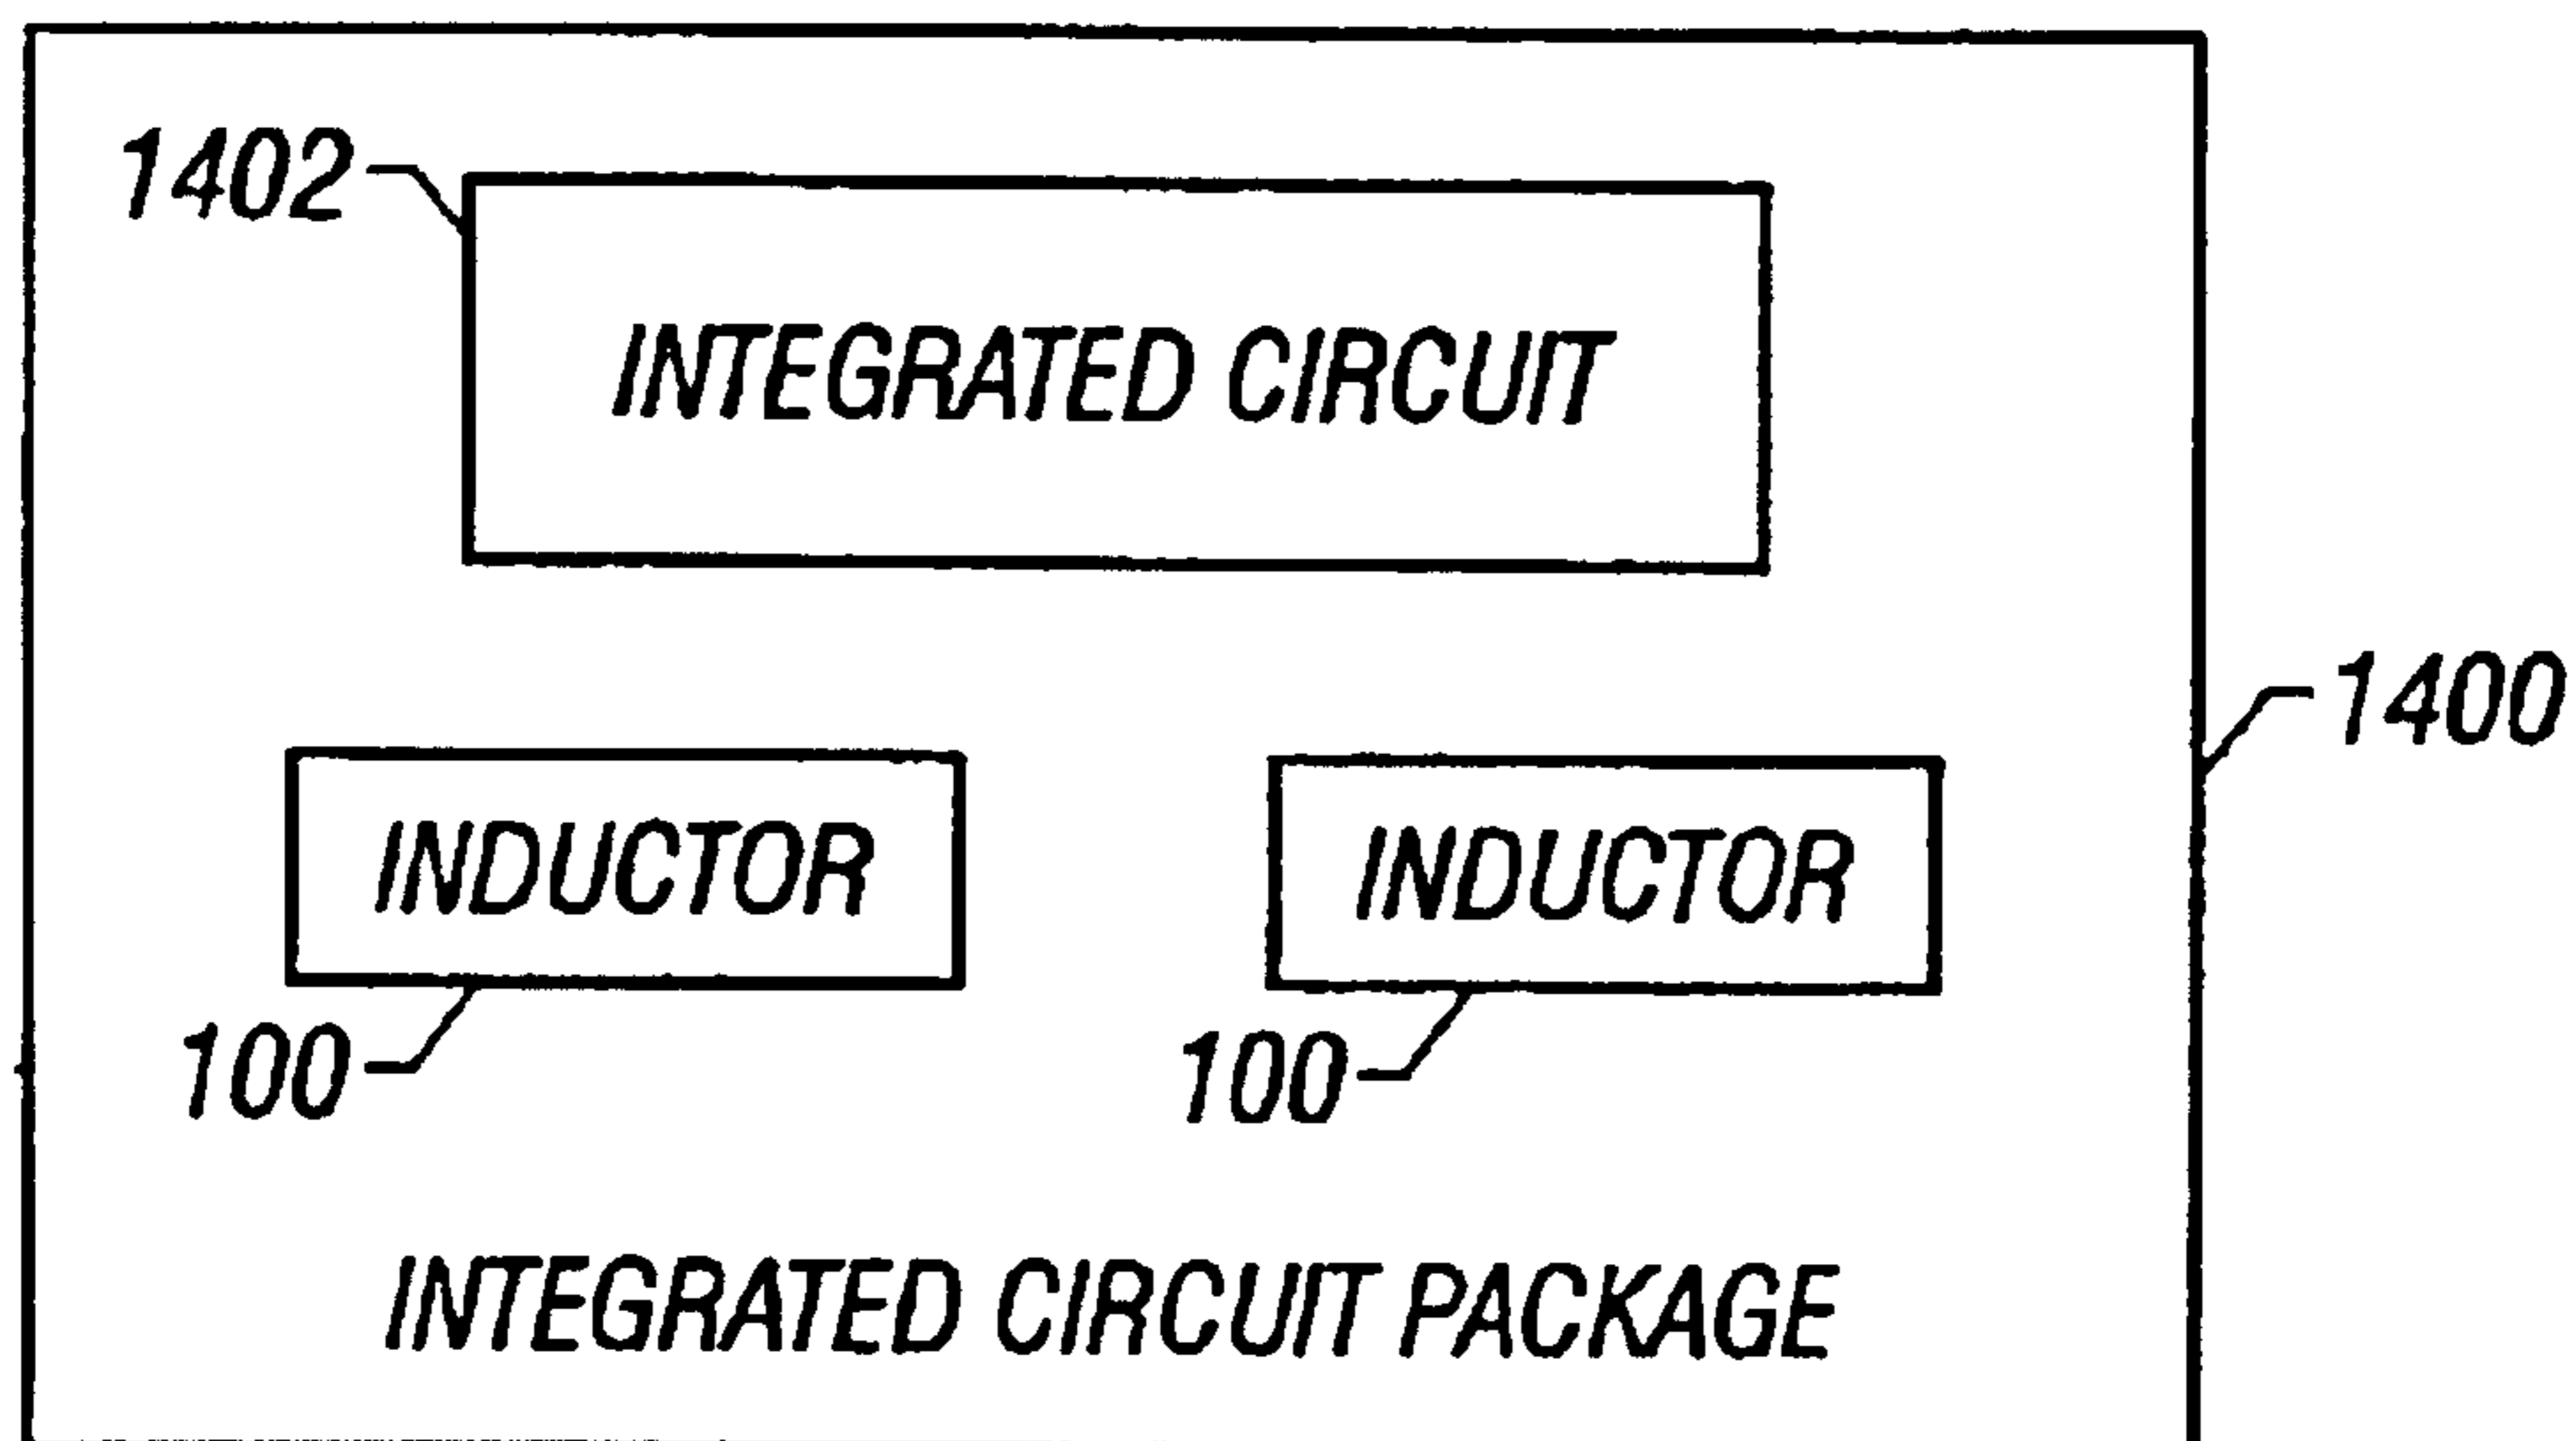 1402
INTEGRATED CIRCUIT
1400
INDUCTOR
INDUCTOR
100
100
INTEGRATED CIRCUIT PACKAGE